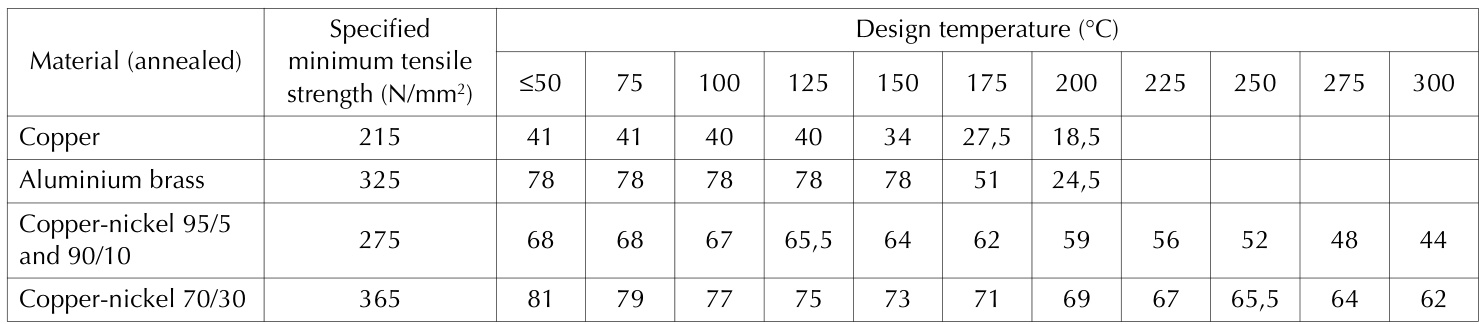 Material (annealed) Specified minimum tensile strength (N/mm²) Design temperature (°C)
≤50 75 100 125 150 175 200 225 250 275 300
Copper 215 41 41 40 40 34 27,5 18,5
Aluminium brass 325 78 78 78 78 78 51 24,5
Copper-nickel 95/5 and 90/10 275 68 68 67 65,5 64 62 59 56 52 48 44
Copper-nickel 70/30 365 81 79 77 75 73 71 69 67 65,5 64 62